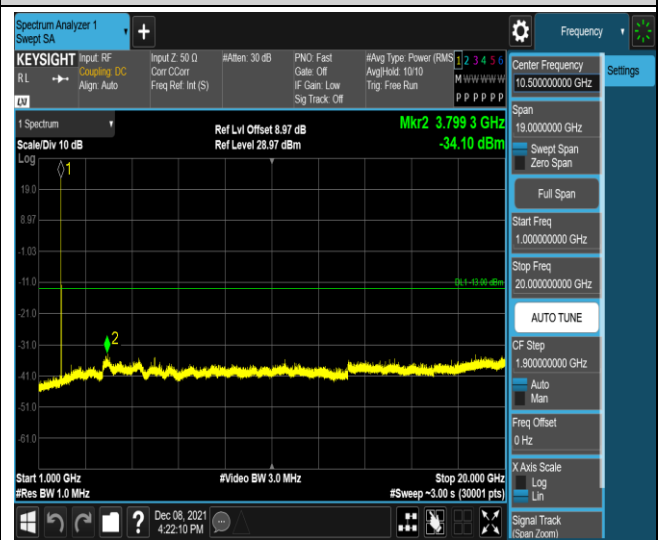 Spectrum Analyzer 1
Swept SA
+
Frequency
KEYSIGHT
RL
Input: RF
Coupling: DC
Align: Auto
Input Z: 50 Ω
Corr CCorr
Freq Ref: Int (S)
#Atten: 30 dB
PNO: Fast
Gate: Off
IF Gain: Low
Sig Track: Off
#Avg Type: Power (RMS
Avg|Hold: 10/10
Trig: Free Run
1 2 3 4 5 6
M W W W W W
P P P P P P
1 Spectrum
Scale/Div 10 dB
Ref Lvl Offset 8.97 dB
Ref Level 28.97 dBm
Mkr2 3.799 3 GHz
-34.10 dBm
Log
1
19.0
8.97
-1.03
-11.0
DL1 -13.00 dBm
-21.0
-31.0
2
-41.0
-51.0
-61.0
Start 1.000 GHz
#Res BW 1.0 MHz
#Video BW 3.0 MHz
Stop 20.000 GHz
#Sweep ~3.00 s (30001 pts)
Dec 08, 2021
4:22:10 PM
?
Center Frequency
10.500000000 GHz
Settings
Span
19.0000000 GHz
Swept Span
Zero Span
Full Span
Start Freq
1.000000000 GHz
Stop Freq
20.000000000 GHz
AUTO TUNE
CF Step
1.900000000 GHz
Auto
Man
Freq Offset
0 Hz
X Axis Scale
Log
Lin
Signal Track
(Span Zoom)